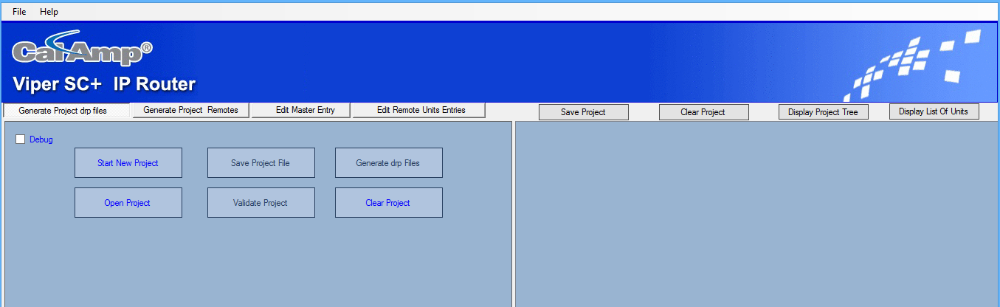 File Help
CalAmp®
Viper SC+ IP Router
Generate Project drp files Generate Project Remotes Edit Master Entry Edit Remote Units Entries Save Project Clear Project Display Project Tree Display List Of Units
Debug
Start New Project Save Project File Generate drp Files
Open Project Validate Project Clear Project